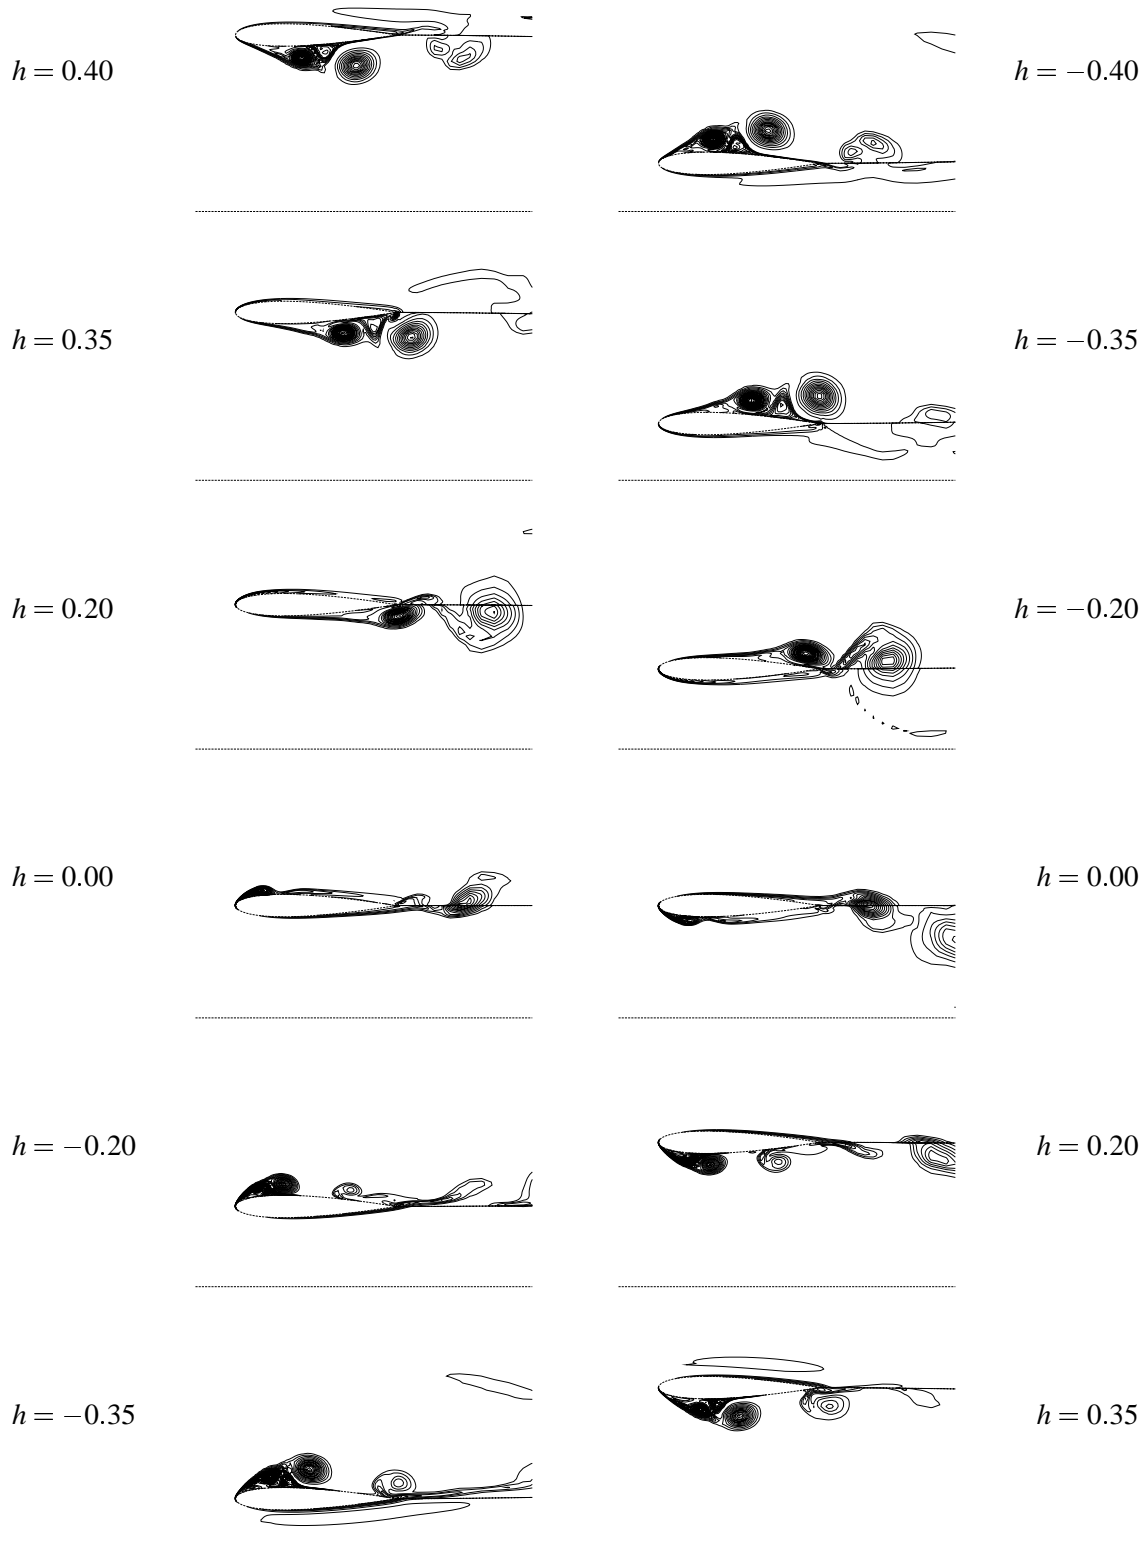 h = 0.40
h = −0.40
h = 0.35
h = −0.35
h = 0.20
h = −0.20
h = 0.00
h = 0.00
h = −0.20
h = 0.20
h = −0.35
h = 0.35